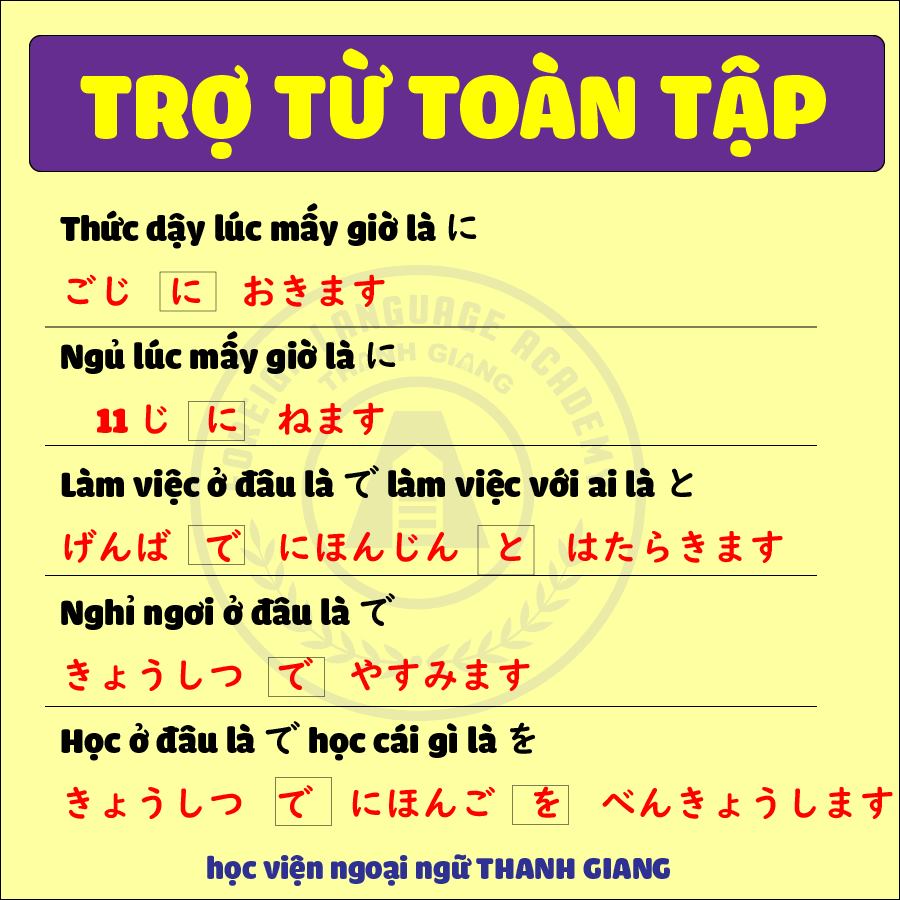 TRỢ TỪ TOÀN TẬP
Thức dậy lúc mấy giờ là に
ごじ に おきます
Ngủ lúc mấy giờ là に
11 じ に ねます
Làm việc ở đâu là で làm việc với ai là と
げんば で にほんじん と はたらきます
Nghỉ ngơi ở đâu là で
きょうしつ で やすみます
Học ở đâu là で học cái gì là を
きょうしつ で にほんご を べんきょうします
học viện ngoại ngữ THANH GIANG
FOREIGN LANGUAGE ACADEMY
THANH GIANG